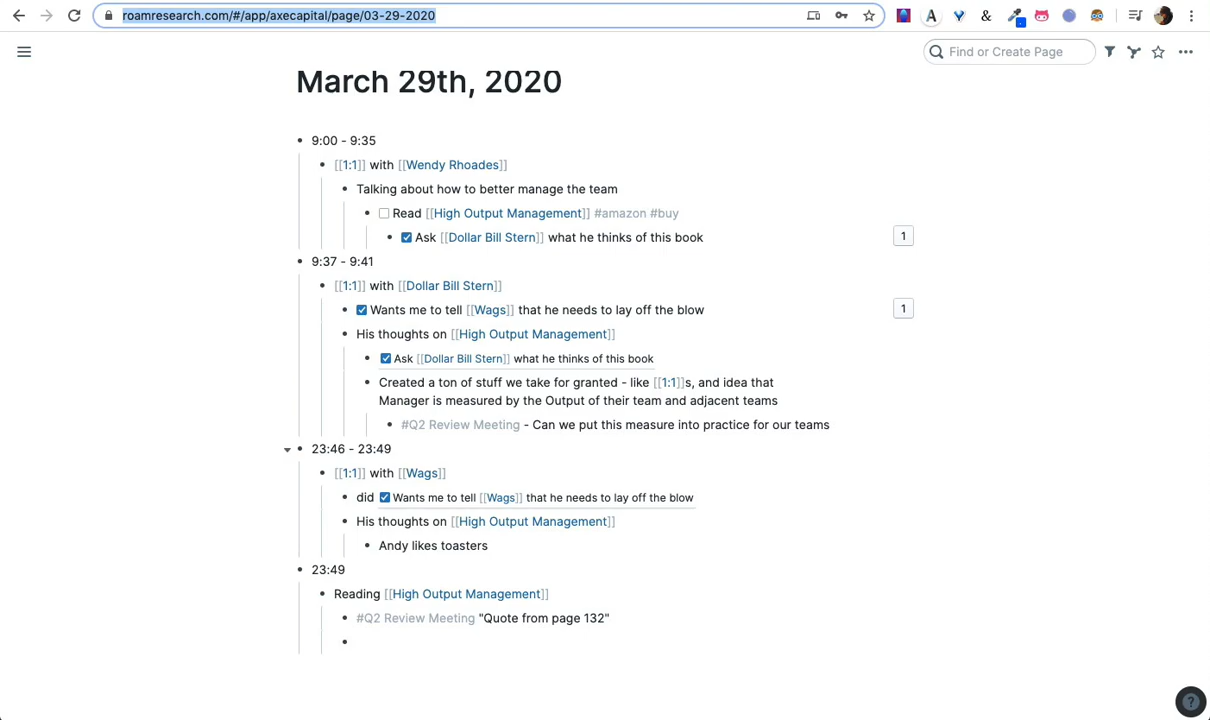 roamresearch.com/#/app/axecapital/page/03-29-2020
Find or Create Page
March 29th, 2020
9:00 - 9:35
[[1:1]] with [[Wendy Rhoades]]
Talking about how to better manage the team
Read [[High Output Management]] #amazon #buy
Ask [[Dollar Bill Stern]] what he thinks of this book
1
9:37 - 9:41
[[1:1]] with [[Dollar Bill Stern]]
Wants me to tell [[Wags]] that he needs to lay off the blow
1
His thoughts on [[High Output Management]]
Ask [[Dollar Bill Stern]] what he thinks of this book
Created a ton of stuff we take for granted - like [[1:1]]s, and idea that
Manager is measured by the Output of their team and adjacent teams
#Q2 Review Meeting - Can we put this measure into practice for our teams
23:46 - 23:49
[[1:1]] with [[Wags]]
did Wants me to tell [[Wags]] that he needs to lay off the blow
His thoughts on [[High Output Management]]
Andy likes toasters
23:49
Reading [[High Output Management]]
#Q2 Review Meeting "Quote from page 132"
?